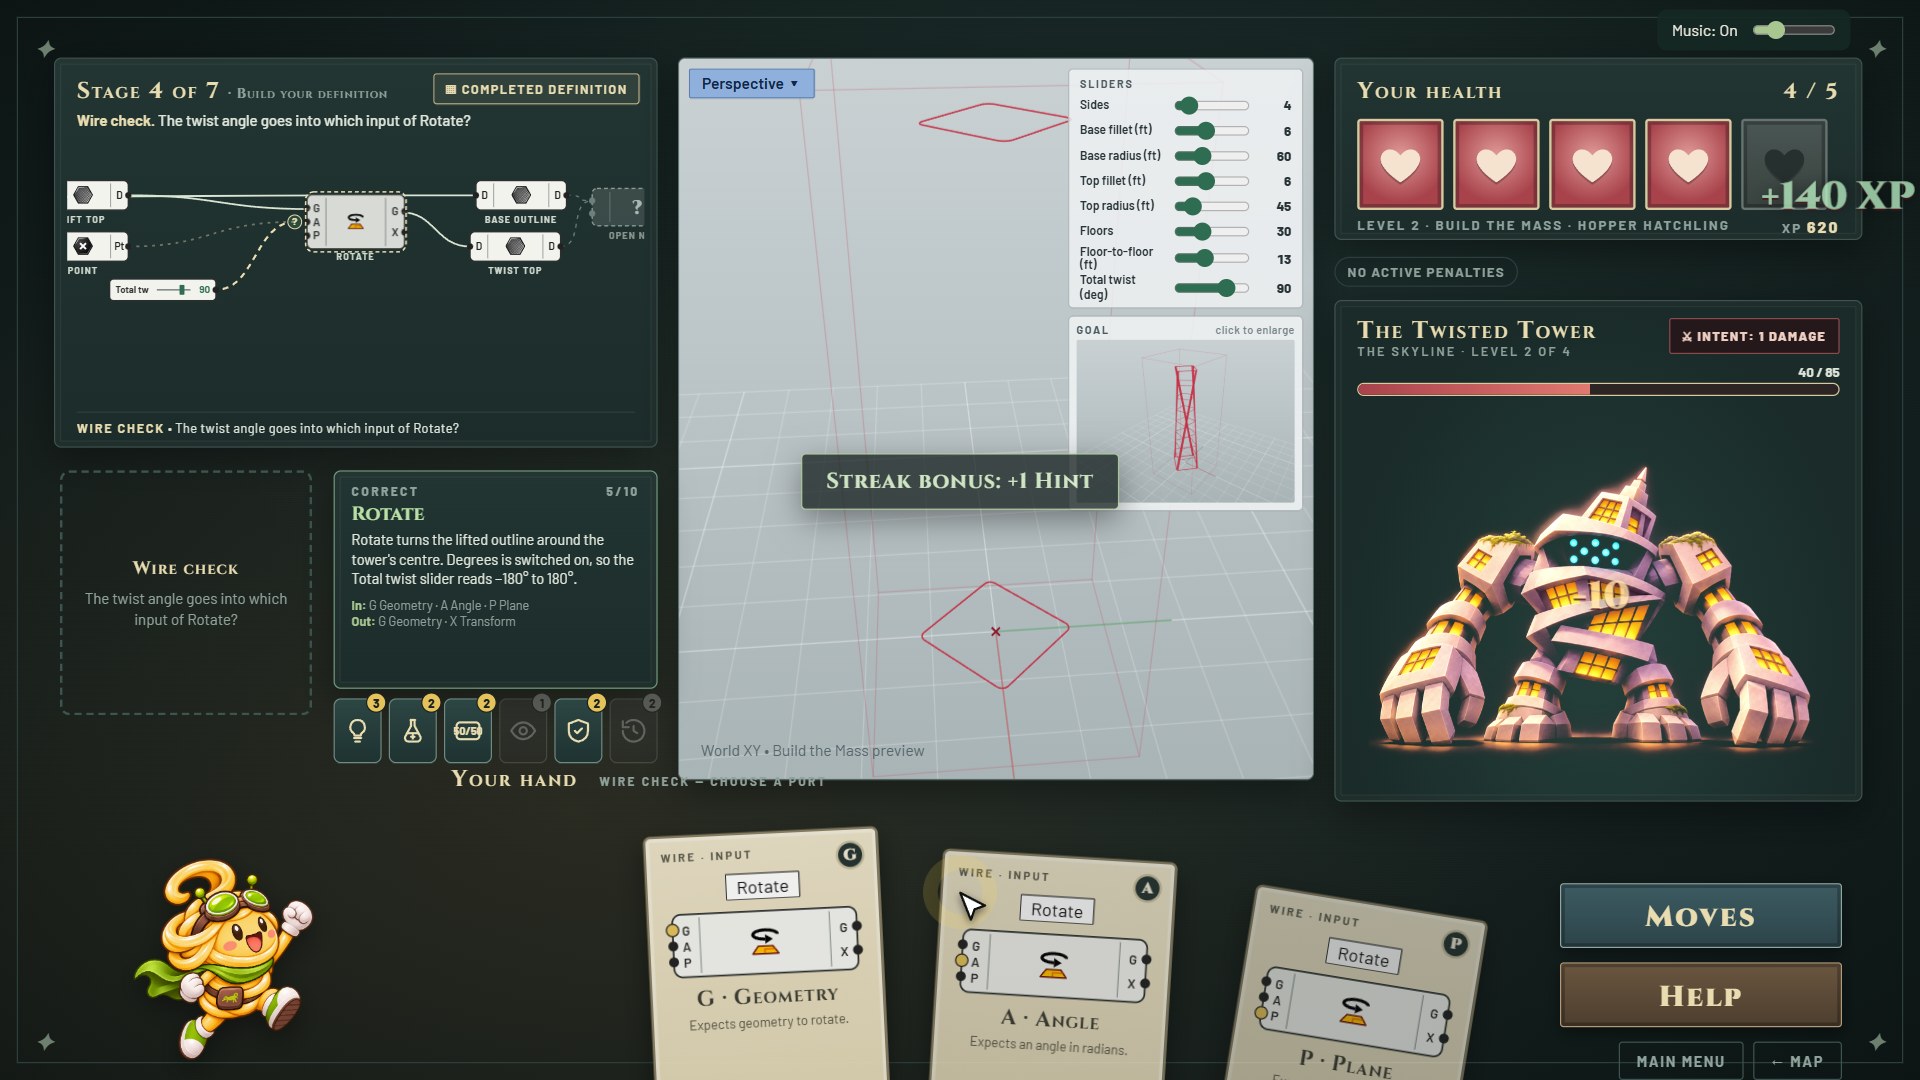 Music: On
Stage 4 of 7 · Build your definition
COMPLETED DEFINITION
Wire check. The twist angle goes into which input of Rotate?
D
IFT TOP
Pt
POINT
Total tw 90
?
G
A
P
G
X
ROTATE
D D
BASE OUTLINE
D D
TWIST TOP
?
OPEN N
WIRE CHECK • The twist angle goes into which input of Rotate?
Wire check
The twist angle goes into which
input of Rotate?
CORRECT 5/10
Rotate
Rotate turns the lifted outline around the
tower's centre. Degrees is switched on, so the
Total twist slider reads –180° to 180°.
In: G Geometry · A Angle · P Plane
Out: G Geometry · X Transform
3 2 2 1 2 2
50/50
Your hand WIRE CHECK – CHOOSE A PORT
Perspective ▼
SLIDERS
Sides 4
Base fillet (ft) 6
Base radius (ft) 60
Top fillet (ft) 6
Top radius (ft) 45
Floors 30
Floor-to-floor (ft) 13
Total twist (deg) 90
GOAL click to enlarge
Streak bonus: +1 Hint
World XY • Build the Mass preview
Your health 4 / 5
+140 XP
LEVEL 2 · BUILD THE MASS · HOPPER HATCHLING
XP 620
NO ACTIVE PENALTIES
The Twisted Tower
INTENT: 1 DAMAGE
THE SKYLINE · LEVEL 2 OF 4
40 / 85
-10
WIRE · INPUT G
Rotate
G
A
P
G
X
G · Geometry
Expects geometry to rotate.
WIRE · INPUT A
Rotate
G
A
P
G
X
A · Angle
Expects an angle in radians.
WIRE · INPUT P
Rotate
G
A
P
G
X
P · Plane
Moves
Help
MAIN MENU
← MAP